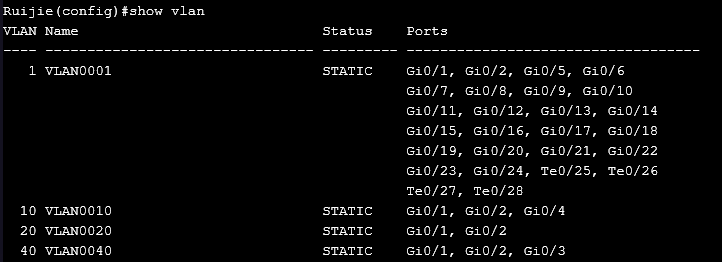 Ruijie(config)#show vlan
VLAN Name                             Status    Ports
---- -------------------------------- --------- -----------------------------------
   1 VLAN0001                         STATIC    Gi0/1, Gi0/2, Gi0/5, Gi0/6
                                                Gi0/7, Gi0/8, Gi0/9, Gi0/10
                                                Gi0/11, Gi0/12, Gi0/13, Gi0/14
                                                Gi0/15, Gi0/16, Gi0/17, Gi0/18
                                                Gi0/19, Gi0/20, Gi0/21, Gi0/22
                                                Gi0/23, Gi0/24, Te0/25, Te0/26
                                                Te0/27, Te0/28
  10 VLAN0010                         STATIC    Gi0/1, Gi0/2, Gi0/4
  20 VLAN0020                         STATIC    Gi0/1, Gi0/2
  40 VLAN0040                         STATIC    Gi0/1, Gi0/2, Gi0/3